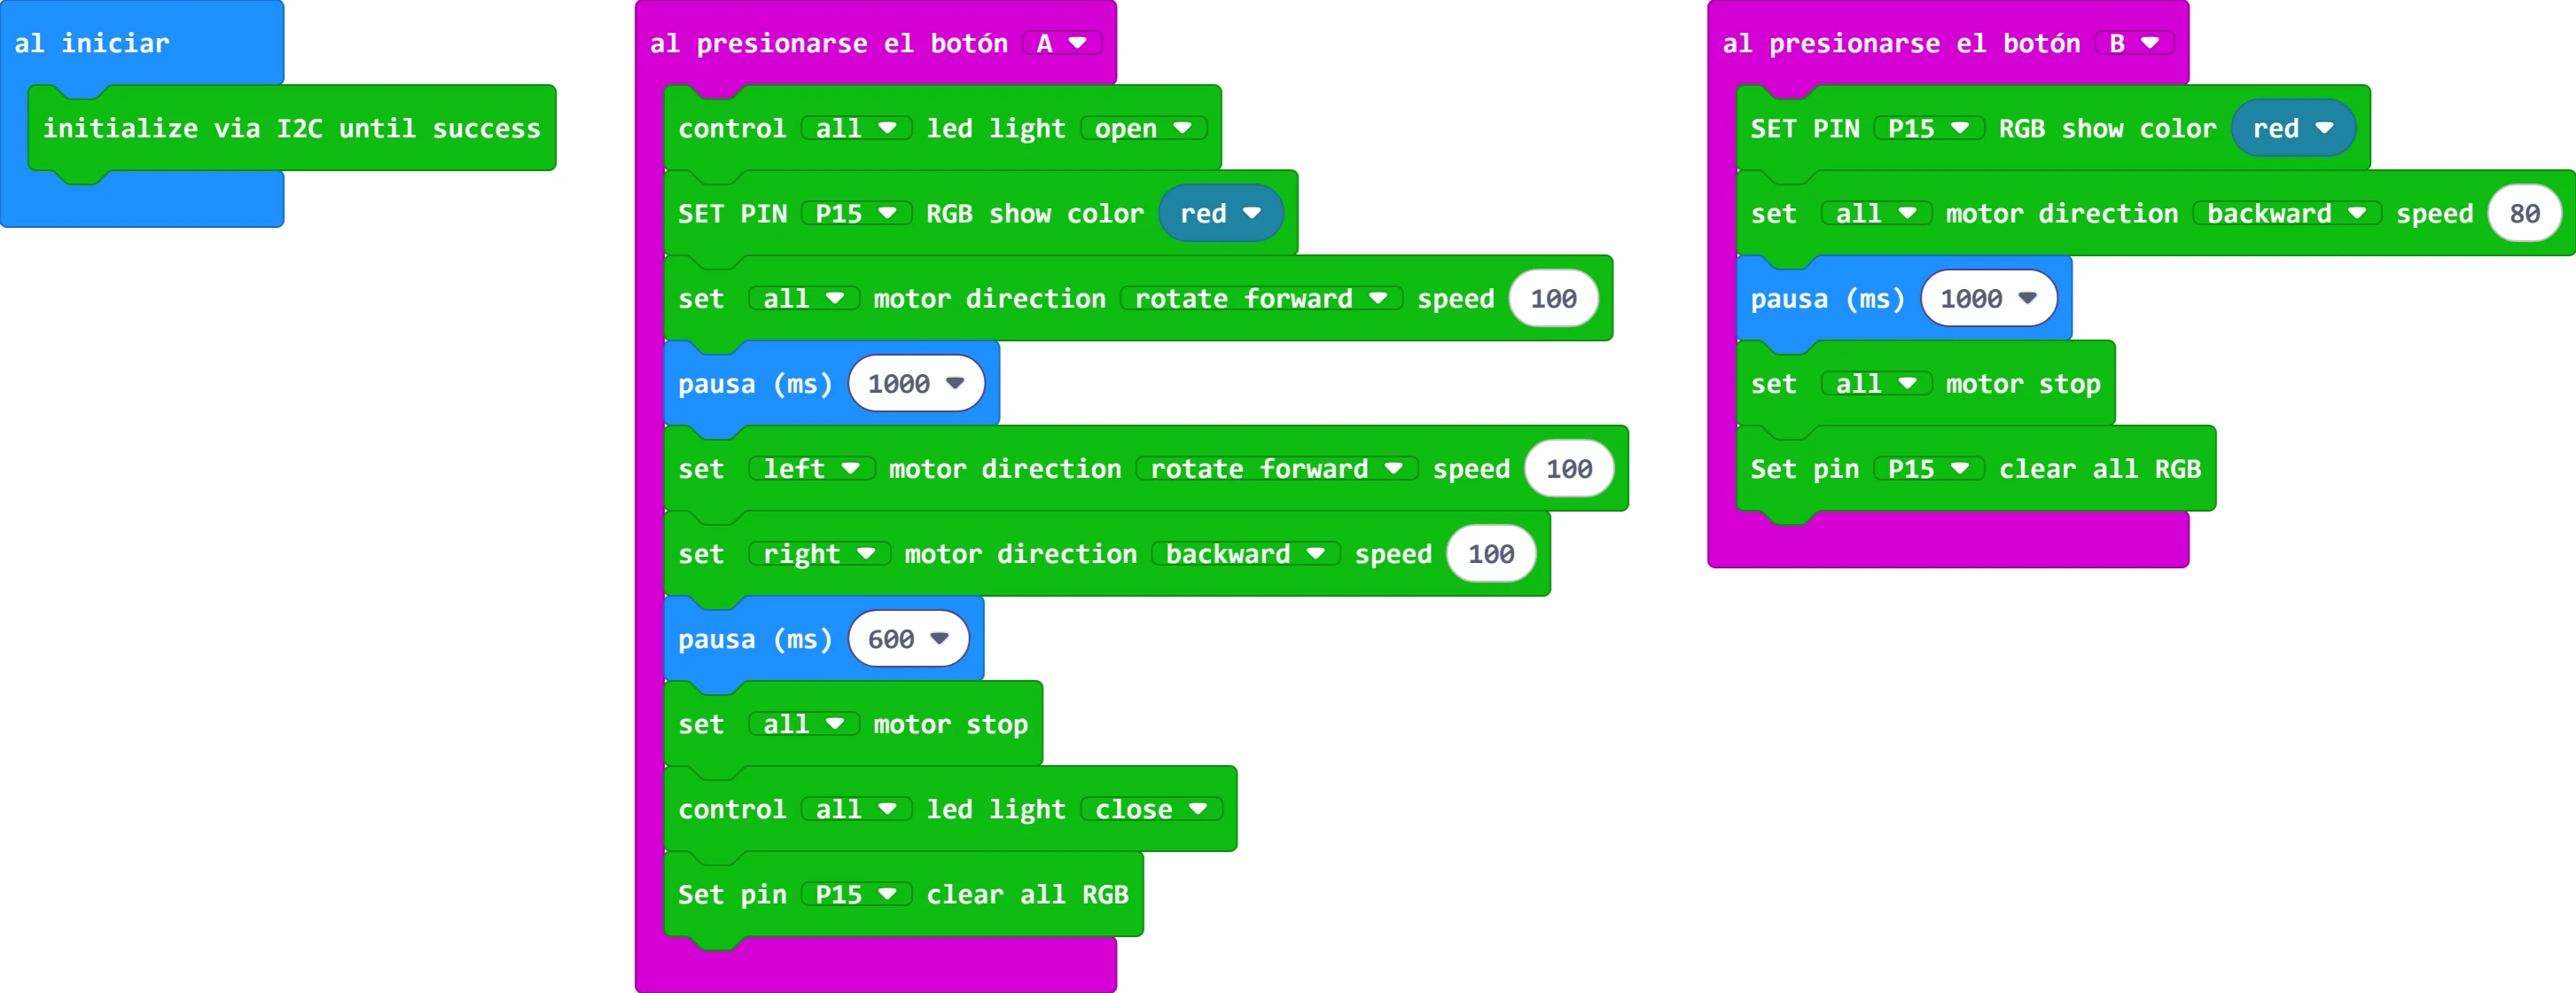 al iniciar
initialize via I2C until success
al presionarse el botón A
control all led light open
SET PIN P15 RGB show color red
set all motor direction rotate forward speed 100
pausa (ms) 1000
set left motor direction rotate forward speed 100
set right motor direction backward speed 100
pausa (ms) 600
set all motor stop
control all led light close
Set pin P15 clear all RGB
al presionarse el botón B
SET PIN P15 RGB show color red
set all motor direction backward speed 80
pausa (ms) 1000
set all motor stop
Set pin P15 clear all RGB